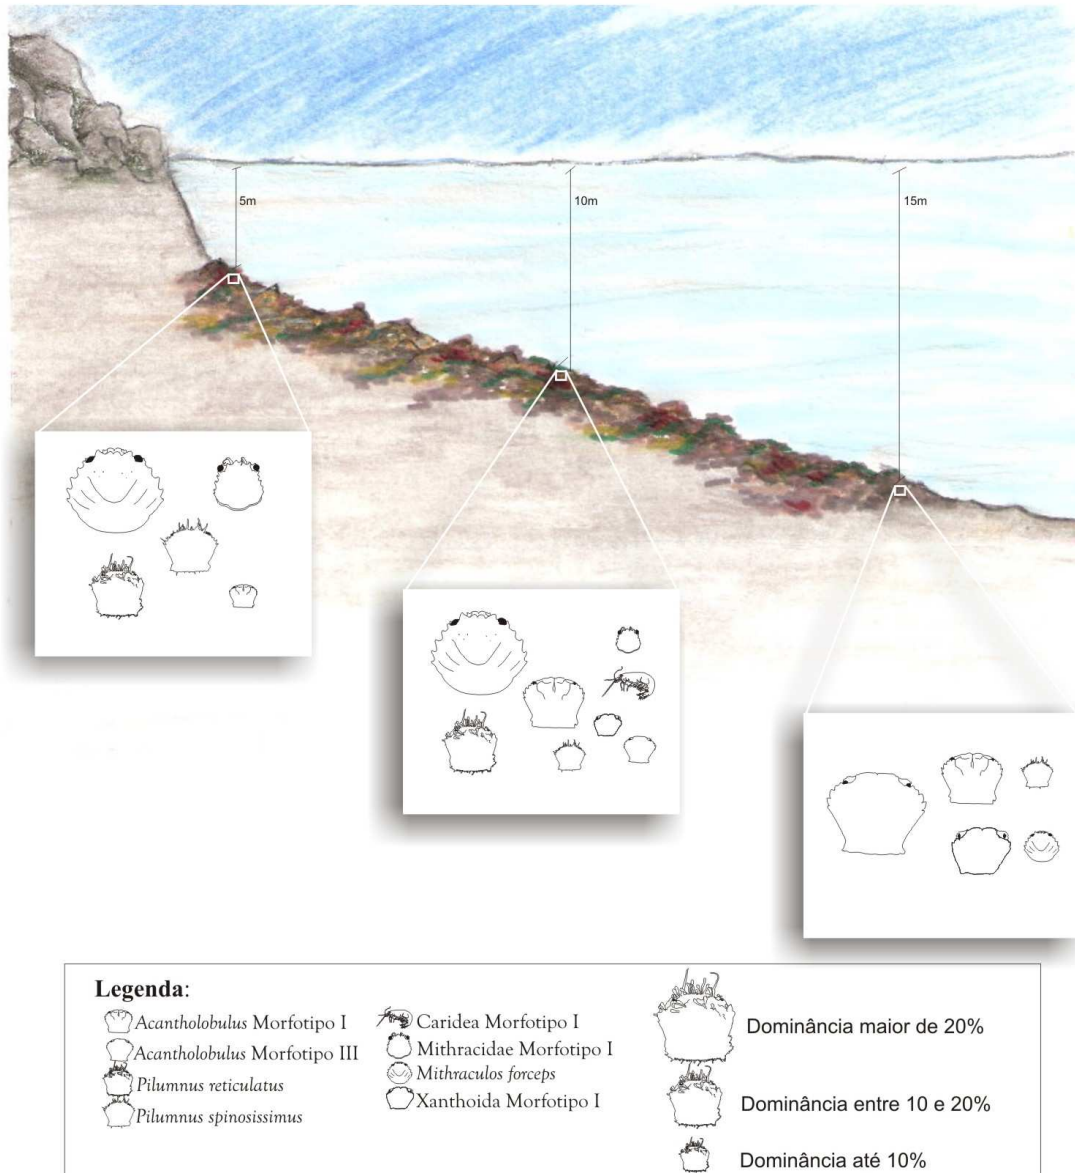 5m
10m
15m
Legenda:
Acantholobulus Morfotipo I
Acantholobulus Morfotipo III
Pilumnus reticulatus
Pilumnus spinosissimus
Caridea Morfotipo I
Mithracidae Morfotipo I
Mithraculos forceps
Xanthoida Morfotipo I
Dominância maior de 20%
Dominância entre 10 e 20%
Dominância até 10%